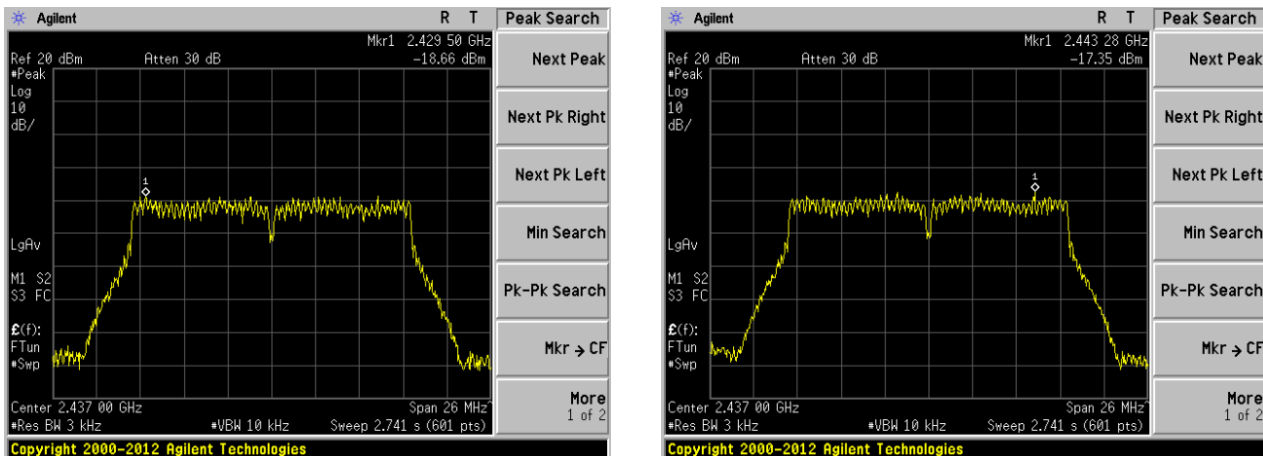 Agilent R T Peak Search
Mkr1 2.429 50 GHz
Ref 20 dBm Atten 30 dB -18.66 dBm
#Peak
Log
10
dB/
1
LgAv
M1 S2
S3 FC
£(f):
FTun
#Swp
Center 2.437 00 GHz Span 26 MHz^
#Res BW 3 kHz #VBW 10 kHz Sweep 2.741 s (601 pts)
Copyright 2000-2012 Agilent Technologies
Next Peak
Next Pk Right
Next Pk Left
Min Search
Pk-Pk Search
Mkr → CF
More
1 of 2
Agilent R T Peak Search
Mkr1 2.443 28 GHz
Ref 20 dBm Atten 30 dB -17.35 dBm
#Peak
Log
10
dB/
1
LgAv
M1 S2
S3 FC
£(f):
FTun
#Swp
Center 2.437 00 GHz Span 26 MHz^
#Res BW 3 kHz #VBW 10 kHz Sweep 2.741 s (601 pts)
Copyright 2000-2012 Agilent Technologies
Next Peak
Next Pk Right
Next Pk Left
Min Search
Pk-Pk Search
Mkr → CF
More
1 of 2